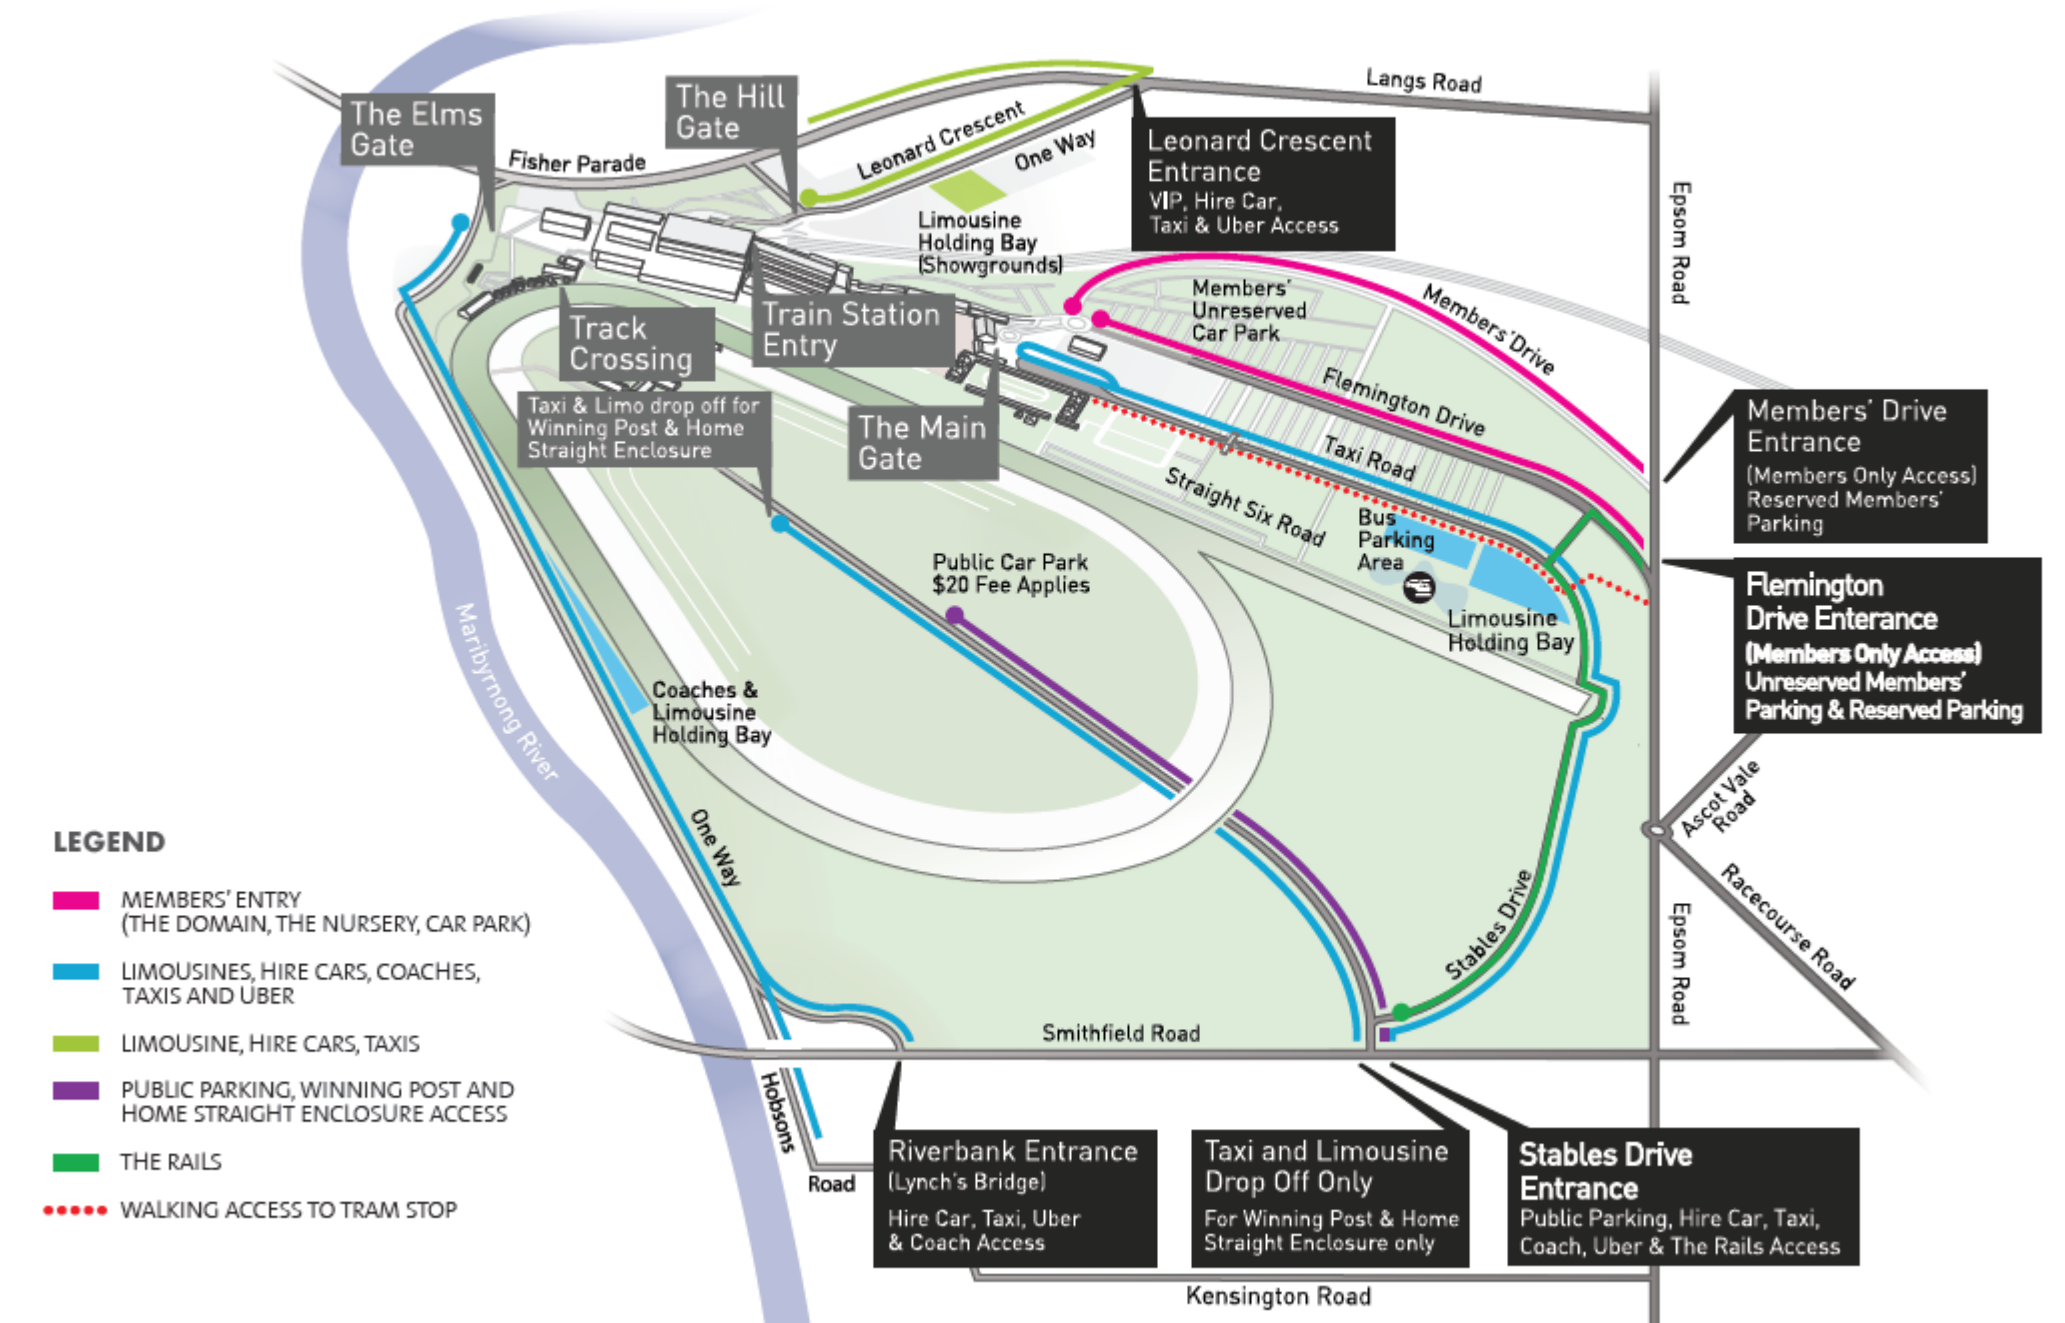 Langs Road
The Hill
Gate
The Elms
Gate
Fisher Parade
Leonard Crescent
One Way
Leonard Crescent
Entrance
VIP, Hire Car,
Taxi & Uber Access
Limousine
Holding Bay
(Showgrounds)
Epsom Road
Members'
Unreserved
Car Park
Members'Drive
Train Station
Entry
Track
Crossing
Taxi & Limo drop off for
Winning Post & Home
Straight Enclosure
The Main
Gate
Flemington Drive
Taxi Road
Straight Six Road
Bus
Parking
Area
Limousine
Holding Bay
Members' Drive
Entrance
(Members Only Access)
Reserved Members'
Parking
Flemington
Drive Enterance
(Members Only Access)
Unreserved Members'
Parking & Reserved Parking
Public Car Park
$20 Fee Applies
Maribyrnong River
Coaches &
Limousine
Holding Bay
One Way
Ascot Vale
Road
Racecourse Road
Epsom Road
Stables Drive
Smithfield Road
Hobsons
Road
LEGEND
MEMBERS' ENTRY
(THE DOMAIN, THE NURSERY, CAR PARK)
LIMOUSINES, HIRE CARS, COACHES,
TAXIS AND UBER
LIMOUSINE, HIRE CARS, TAXIS
PUBLIC PARKING, WINNING POST AND
HOME STRAIGHT ENCLOSURE ACCESS
THE RAILS
WALKING ACCESS TO TRAM STOP
Riverbank Entrance
(Lynch's Bridge)
Hire Car, Taxi, Uber
& Coach Access
Taxi and Limousine
Drop Off Only
For Winning Post & Home
Straight Enclosure only
Stables Drive
Entrance
Public Parking, Hire Car, Taxi,
Coach, Uber & The Rails Access
Kensington Road